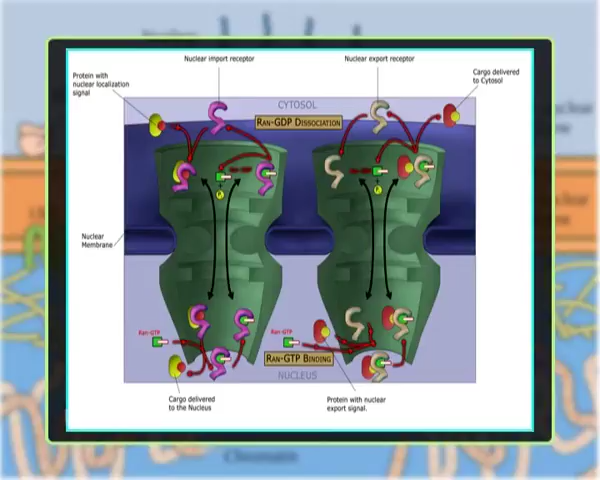 Nuclear import receptor
Nuclear export receptor
Protein with
nuclear localization
signal
Cargo delivered
to Cytosol
CYTOSOL
RAN-GDP DISSOCIATION
Nuclear
Membrane
Ran-GTP
Ran-GTP
RAN-GTP BINDING
NUCLEUS
Cargo delivered
to the Nucleus
Protein with nuclear
export signal.
Chromatin